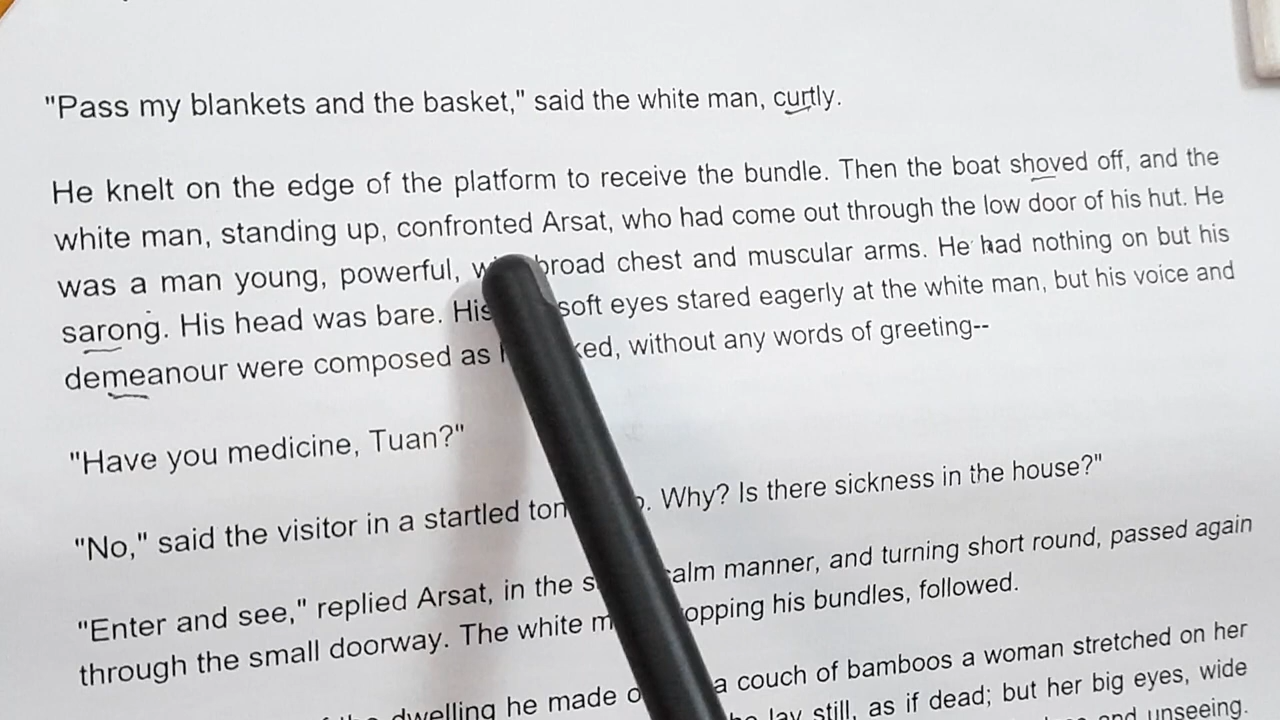 "Pass my blankets and the basket," said the white man, curtly.
He knelt on the edge of the platform to receive the bundle. Then the boat shoved off, and the
white man, standing up, confronted Arsat, who had come out through the low door of his hut. He
was a man young, powerful, broad chest and muscular arms. He had nothing on but his
sarong. His head was bare. His soft eyes stared eagerly at the white man, but his voice and
demeanour were composed as without any words of greeting--
"Have you medicine, Tuan?"
"No," said the visitor in a startled Why? Is there sickness in the house?"
"Enter and see," replied Arsat, in the calm manner, and turning short round, passed again
through the small doorway. The white his bundles, followed.
dwelling he made a couch of bamboos a woman stretched on her
lay still, as if dead; but her big eyes, wide
and unseeing.